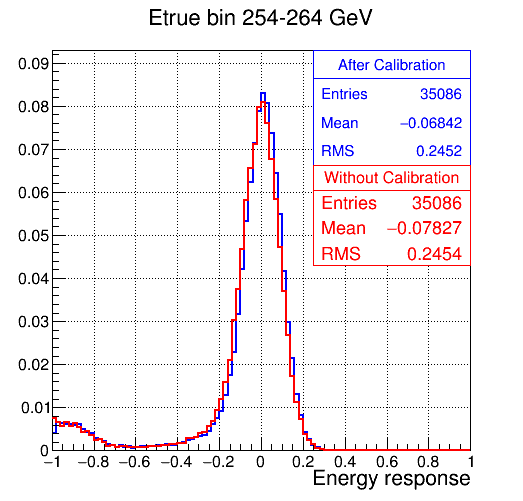 Etrue bin 254-264 GeV
After Calibration
Entries 35086
Mean −0.06842
RMS 0.2452
Without Calibration
Entries 35086
Mean −0.07827
RMS 0.2454
0.09
0.08
0.07
0.06
0.05
0.04
0.03
0.02
0.01
0
−1 −0.8 −0.6 −0.4 −0.2 0 0.2 0.4 0.6 0.8 1
Energy response